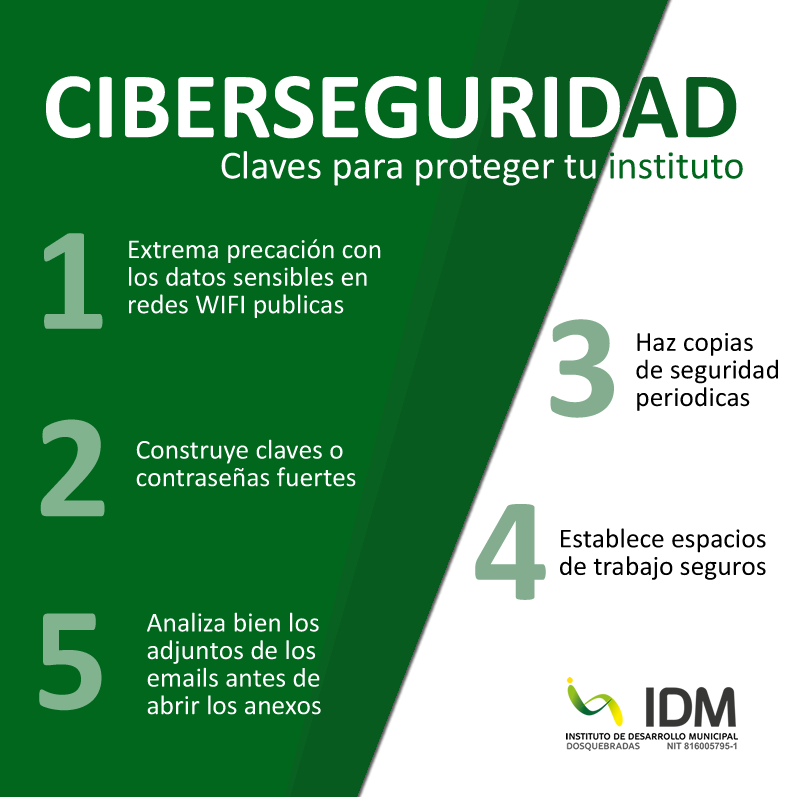 CIBERSEGURIDAD
Claves para proteger tu instituto
1
Extrema precación con
los datos sensibles en
redes WIFI publicas
2
Construye claves o
contraseñas fuertes
3
Haz copias
de seguridad
periodicas
4
Establece espacios
de trabajo seguros
5
Analiza bien los
adjuntos de los
emails antes de
abrir los anexos
IDM
INSTITUTO DE DESARROLLO MUNICIPAL
DOSQUEBRADAS NIT 816005795-1